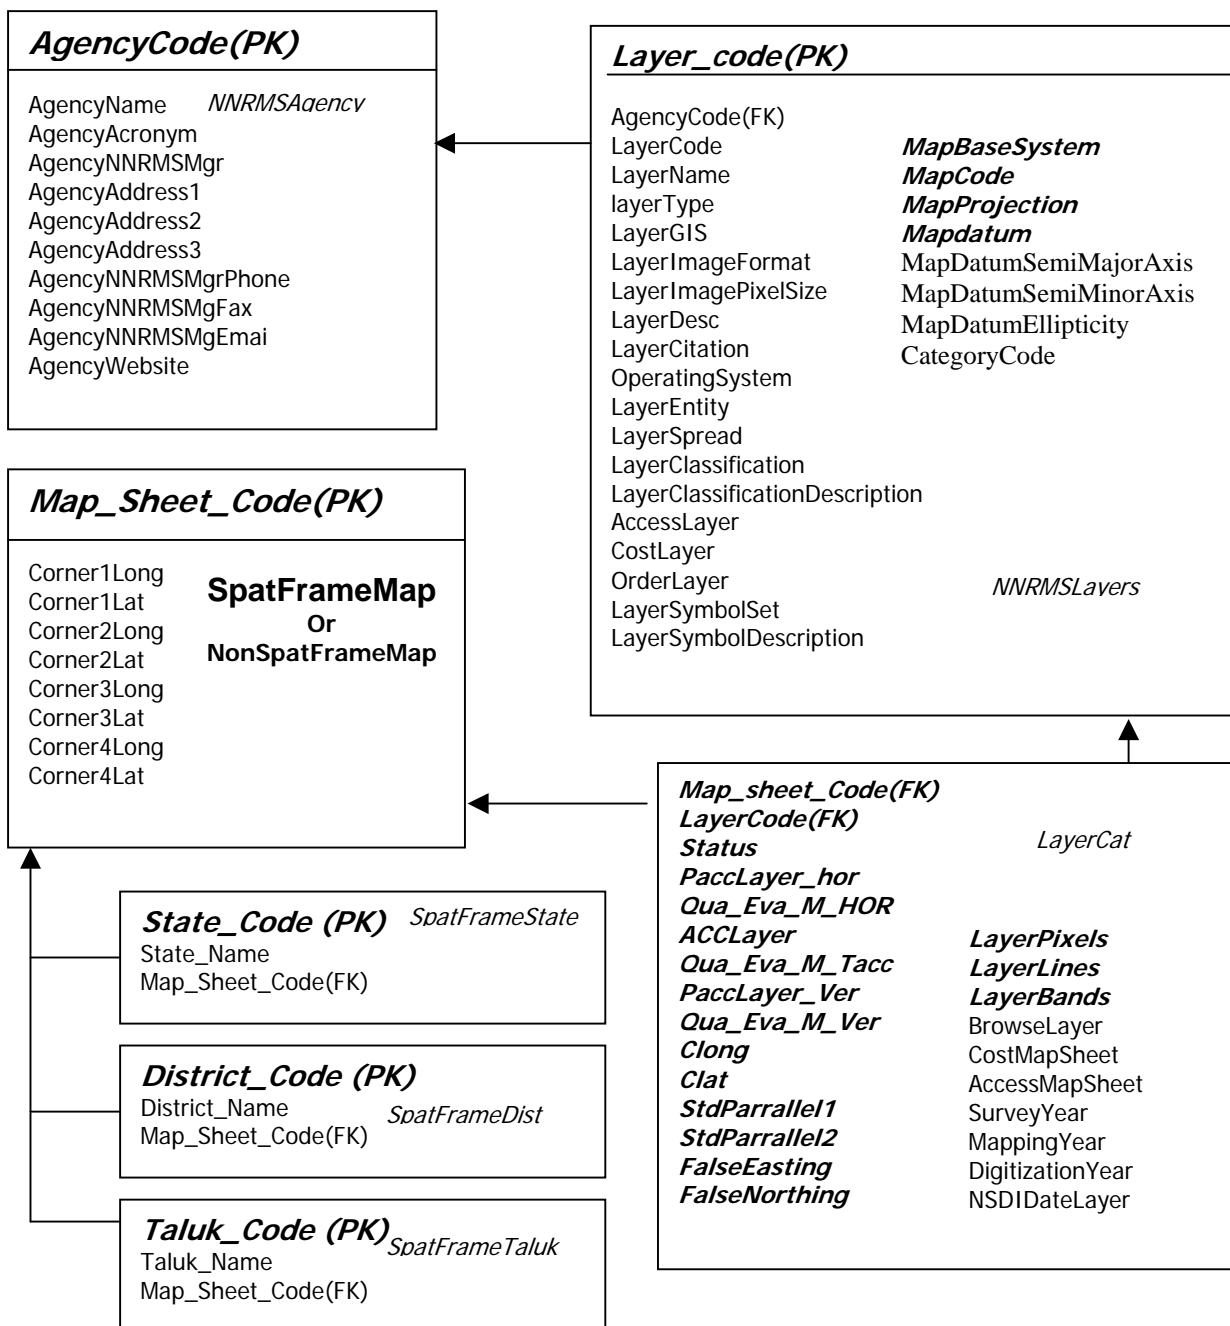 AgencyCode(PK)
AgencyName NNRMSAgency
AgencyAcronym
AgencyNNRMSMgr
AgencyAddress1
AgencyAddress2
AgencyAddress3
AgencyNNRMSMgrPhone
AgencyNNRMSMgFax
AgencyNNRMSMgEmai
AgencyWebsite
Layer_code(PK)
AgencyCode(FK)
LayerCode
LayerName
layerType
LayerGIS
LayerImageFormat
LayerImagePixelSize
LayerDesc
LayerCitation
OperatingSystem
LayerEntity
LayerSpread
LayerClassification
LayerClassificationDescription
AccessLayer
CostLayer
OrderLayer
LayerSymbolSet
LayerSymbolDescription
MapBaseSystem
MapCode
MapProjection
Mapdatum
MapDatumSemiMajorAxis
MapDatumSemiMinorAxis
MapDatumEllipticity
CategoryCode
NNRMSLayers
Map_Sheet_Code(PK)
Corner1Long
Corner1Lat
Corner2Long
Corner2Lat
Corner3Long
Corner3Lat
Corner4Long
Corner4Lat
SpatFrameMap
Or
NonSpatFrameMap
Map_sheet_Code(FK)
LayerCode(FK)
Status
PaccLayer_hor
Qua_Eva_M_HOR
ACCLayer
Qua_Eva_M_Tacc
PaccLayer_Ver
Qua_Eva_M_Ver
Clong
Clat
StdParrallel1
StdParrallel2
FalseEasting
FalseNorthing
LayerCat
LayerPixels
LayerLines
LayerBands
BrowseLayer
CostMapSheet
AccessMapSheet
SurveyYear
MappingYear
DigitizationYear
NSDIDateLayer
State_Code (PK) SpatFrameState
State_Name
Map_Sheet_Code(FK)
District_Code (PK)
District_Name SpatFrameDist
Map_Sheet_Code(FK)
Taluk_Code (PK) SpatFrameTaluk
Taluk_Name
Map_Sheet_Code(FK)